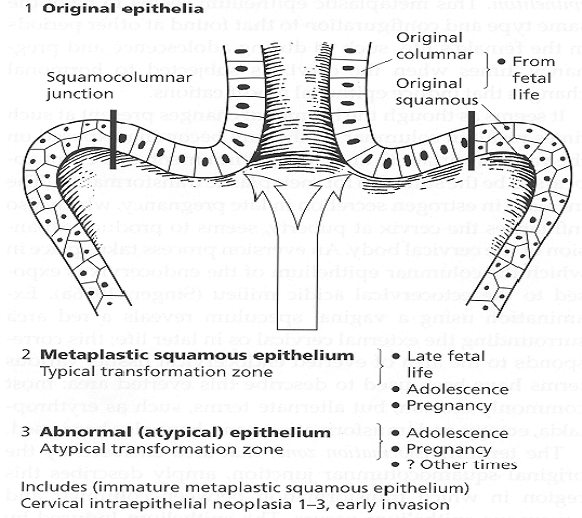 1 Original epithelia
Original
columnar
• From
fetal
life
Squamocolumnar
junction
Original
squamous
2 Metaplastic squamous epithelium
Typical transformation zone
• Late fetal
life
• Adolescence
• Pregnancy
3 Abnormal (atypical) epithelium
Atypical transformation zone
• Adolescence
• Pregnancy
• ? Other times
Includes (immature metaplastic squamous epithelium)
Cervical intraepithelial neoplasia 1–3, early invasion